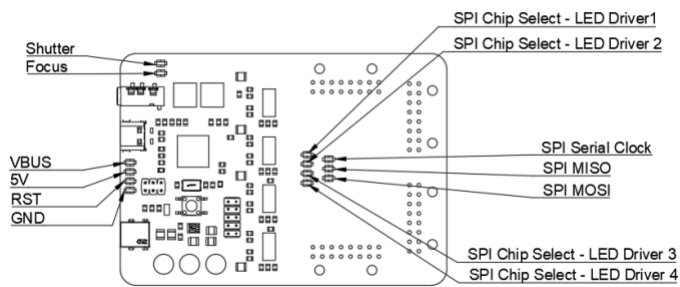 SPI Chip Select - LED Driver1
SPI Chip Select - LED Driver 2
Shutter
Focus
SPI Serial Clock
VBUS
SPI MISO
5V
SPI MOSI
RST
GND
SPI Chip Select - LED Driver 3
SPI Chip Select - LED Driver 4